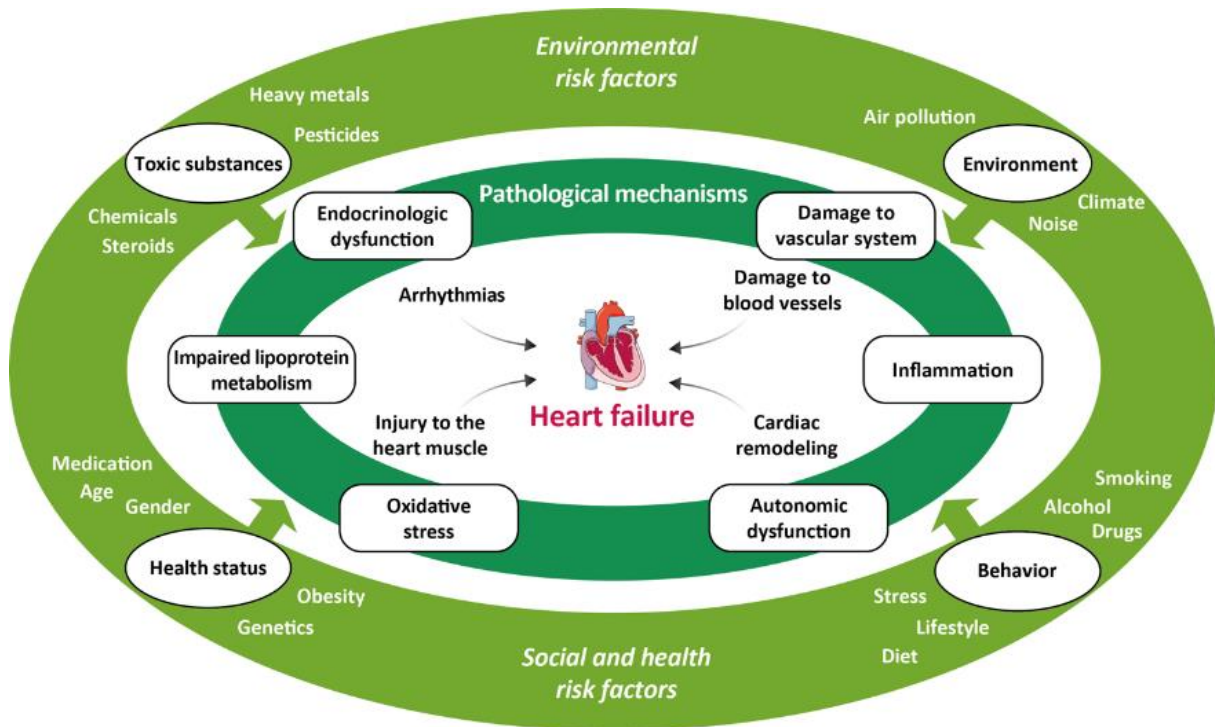 Environmental
risk factors
Heavy metals
Pesticides
Toxic substances
Chemicals
Steroids
Air pollution
Environment
Climate
Noise
Pathological mechanisms
Endocrinologic
dysfunction
Damage to
vascular system
Impaired lipoprotein
metabolism
Inflammation
Oxidative
stress
Autonomic
dysfunction
Arrhythmias
Damage to
blood vessels
Heart failure
Injury to the
heart muscle
Cardiac
remodeling
Medication
Age
Gender
Health status
Obesity
Genetics
Smoking
Alcohol
Drugs
Behavior
Stress
Lifestyle
Diet
Social and health
risk factors